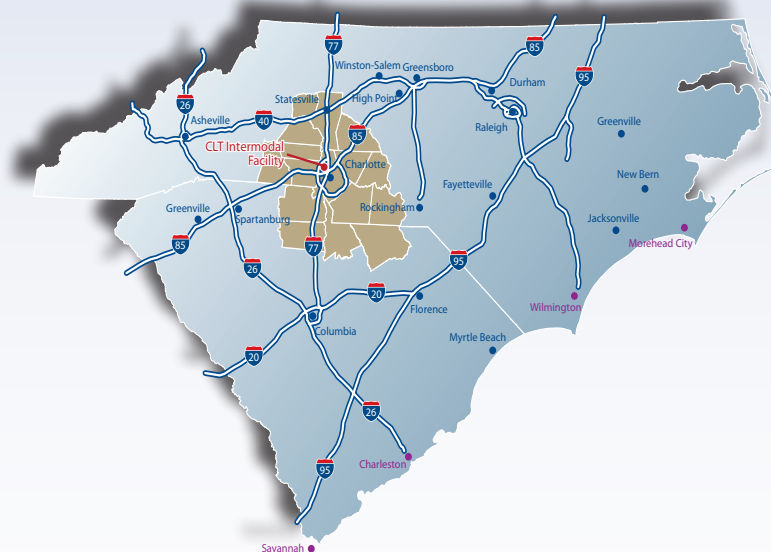 77
85
95
Winston-Salem
Greensboro
26
Statesville
High Point
Durham
40
Asheville
85
Raleigh
Greenville
CLT Intermodal
Facility
Charlotte
New Bern
Fayetteville
Greenville
Spartanburg
Rockingham
Jacksonville
85
77
Morehead City
26
95
20
Wilmington
Florence
Columbia
Myrtle Beach
20
26
Charleston
95
Savannah